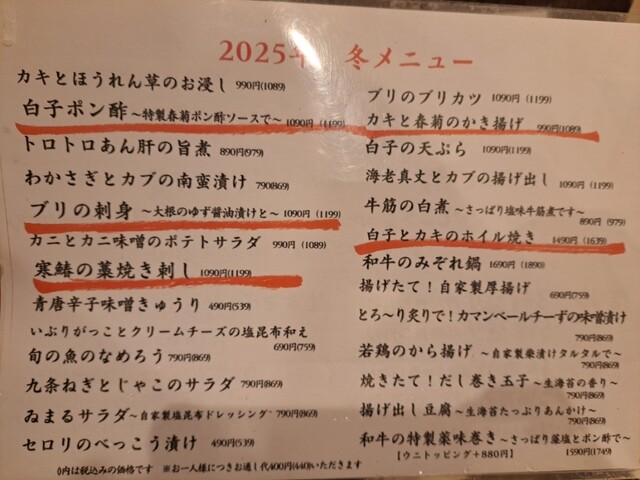 2025年 冬メニュー
カキとほうれん草のお浸し 990円(1089)
白子ポン酢 ~特製春菊ポン酢ソースで~ 1090円(1199)
トロトロあん肝の旨煮 890円(979)
わかさぎとカブの南蛮漬け 790(869)
ブリの刺身 ~大根のゆず醤油漬けと~ 1090円(1199)
カニとカニ味噌のポテトサラダ 990円(1089)
寒鰆の藁焼き刺し 1090円(1199)
青唐辛子味噌きゅうり 490円(539)
いぶりがっことクリームチーズの塩昆布和え
690円(759)
旬の魚のなめろう 790円(869)
九条ねぎとじゃこのサラダ 790円(869)
ゐまるサラダ~自家製塩昆布ドレッシング~ 790円(869)
セロリのべっこう漬け 490円(539)
()内は税込みの価格です ※お一人様につきお通し代400円(440)いただきます
ブリのブリカツ 1090円(1199)
カキと春菊のかき揚げ 990円(1089)
白子の天ぷら 1090円(1199)
海老真丈とカブの揚げ出し 1090円(1199)
牛筋の白煮 ~さっぱり塩味牛筋煮です~
890円(979)
白子とカキのホイル焼き 1490円(1639)
和牛のみぞれ鍋 1690円(1890)
揚げたて!自家製厚揚げ
690円(759)
とろ~り炙りで!カマンベールチーずの味噌漬け
790円(869)
若鶏のから揚げ ~自家製柴漬けタルタルで~
790円(869)
焼きたて!だし巻き玉子 ~生海苔の香り~
790円(869)
揚げ出し豆腐 ~生海苔たっぷりあんかけ~
790円(869)
和牛の特製薬味巻き ~さっぱり藻塩とポン酢で~
【ウニトッピング+880円】 1590円(1749)